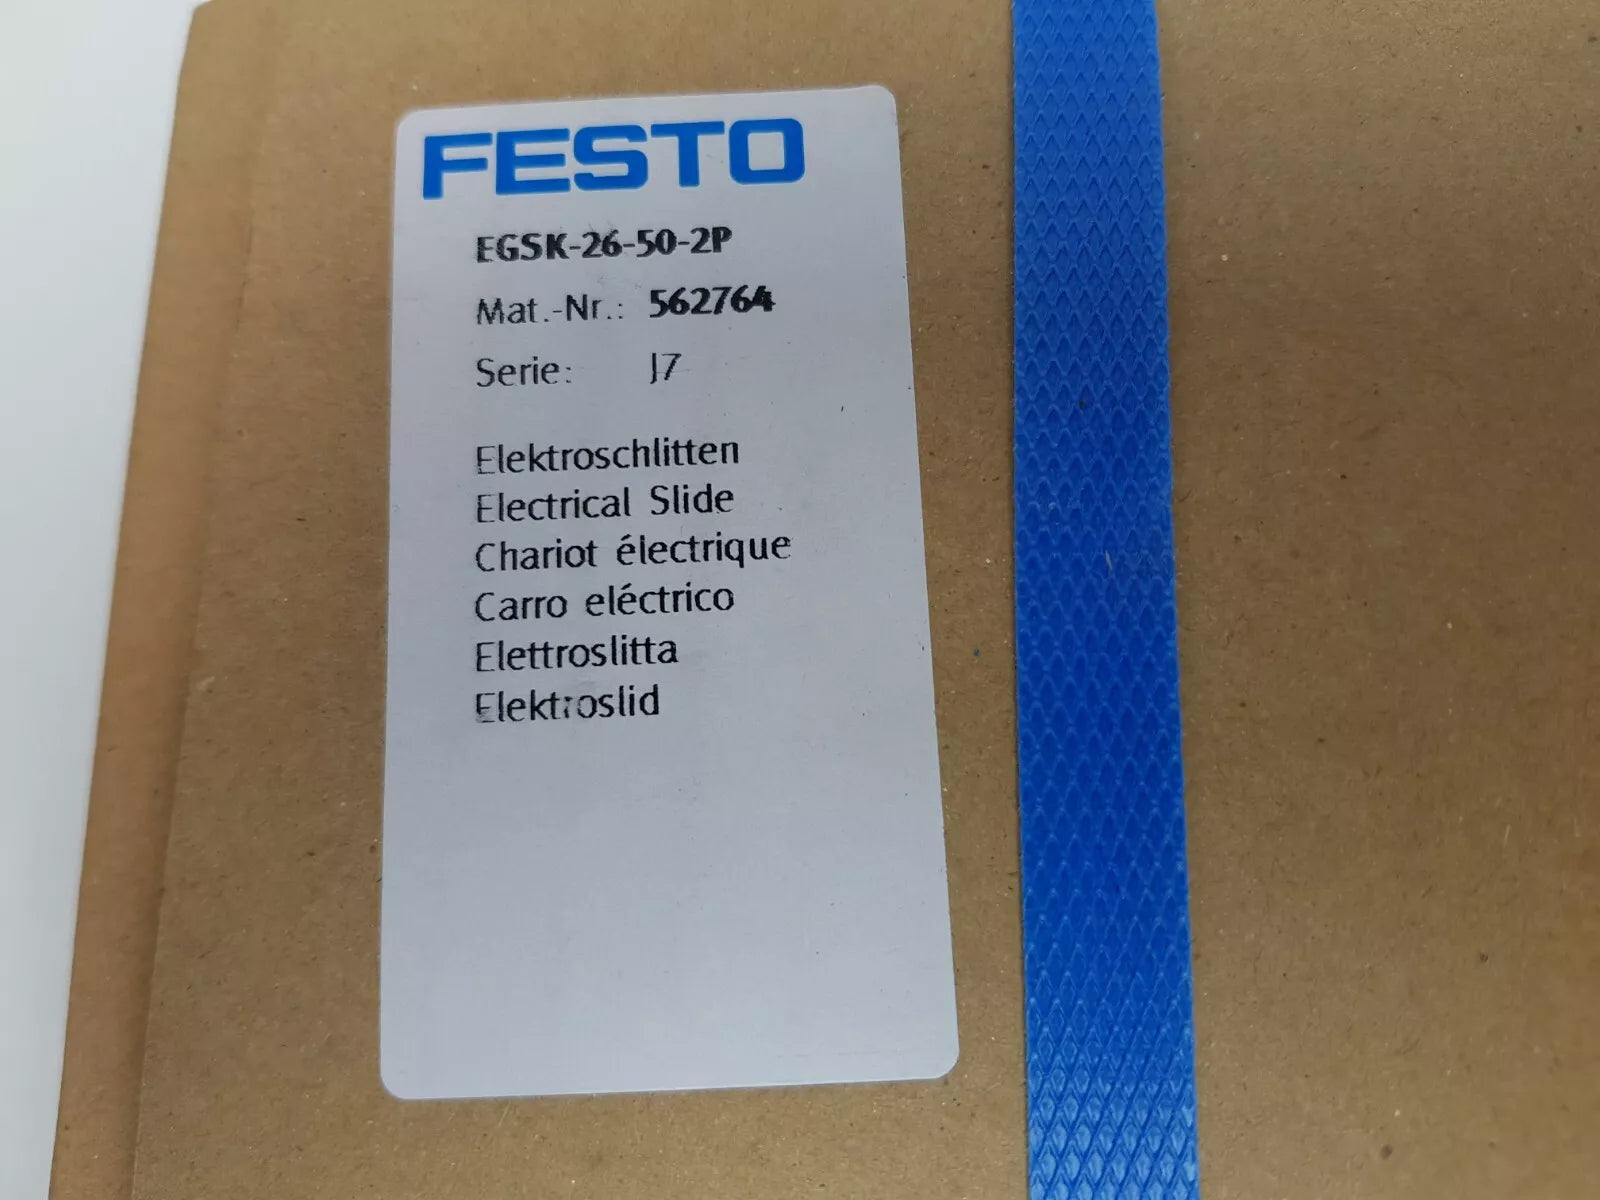 FESTO
EGSK-26-50-2P
Mat.-Nr.: 562764
Serie: J7
Elektroschlitten
Electrical Slide
Chariot électrique
Carro eléctrico
Elettroslitta
Elektroslid